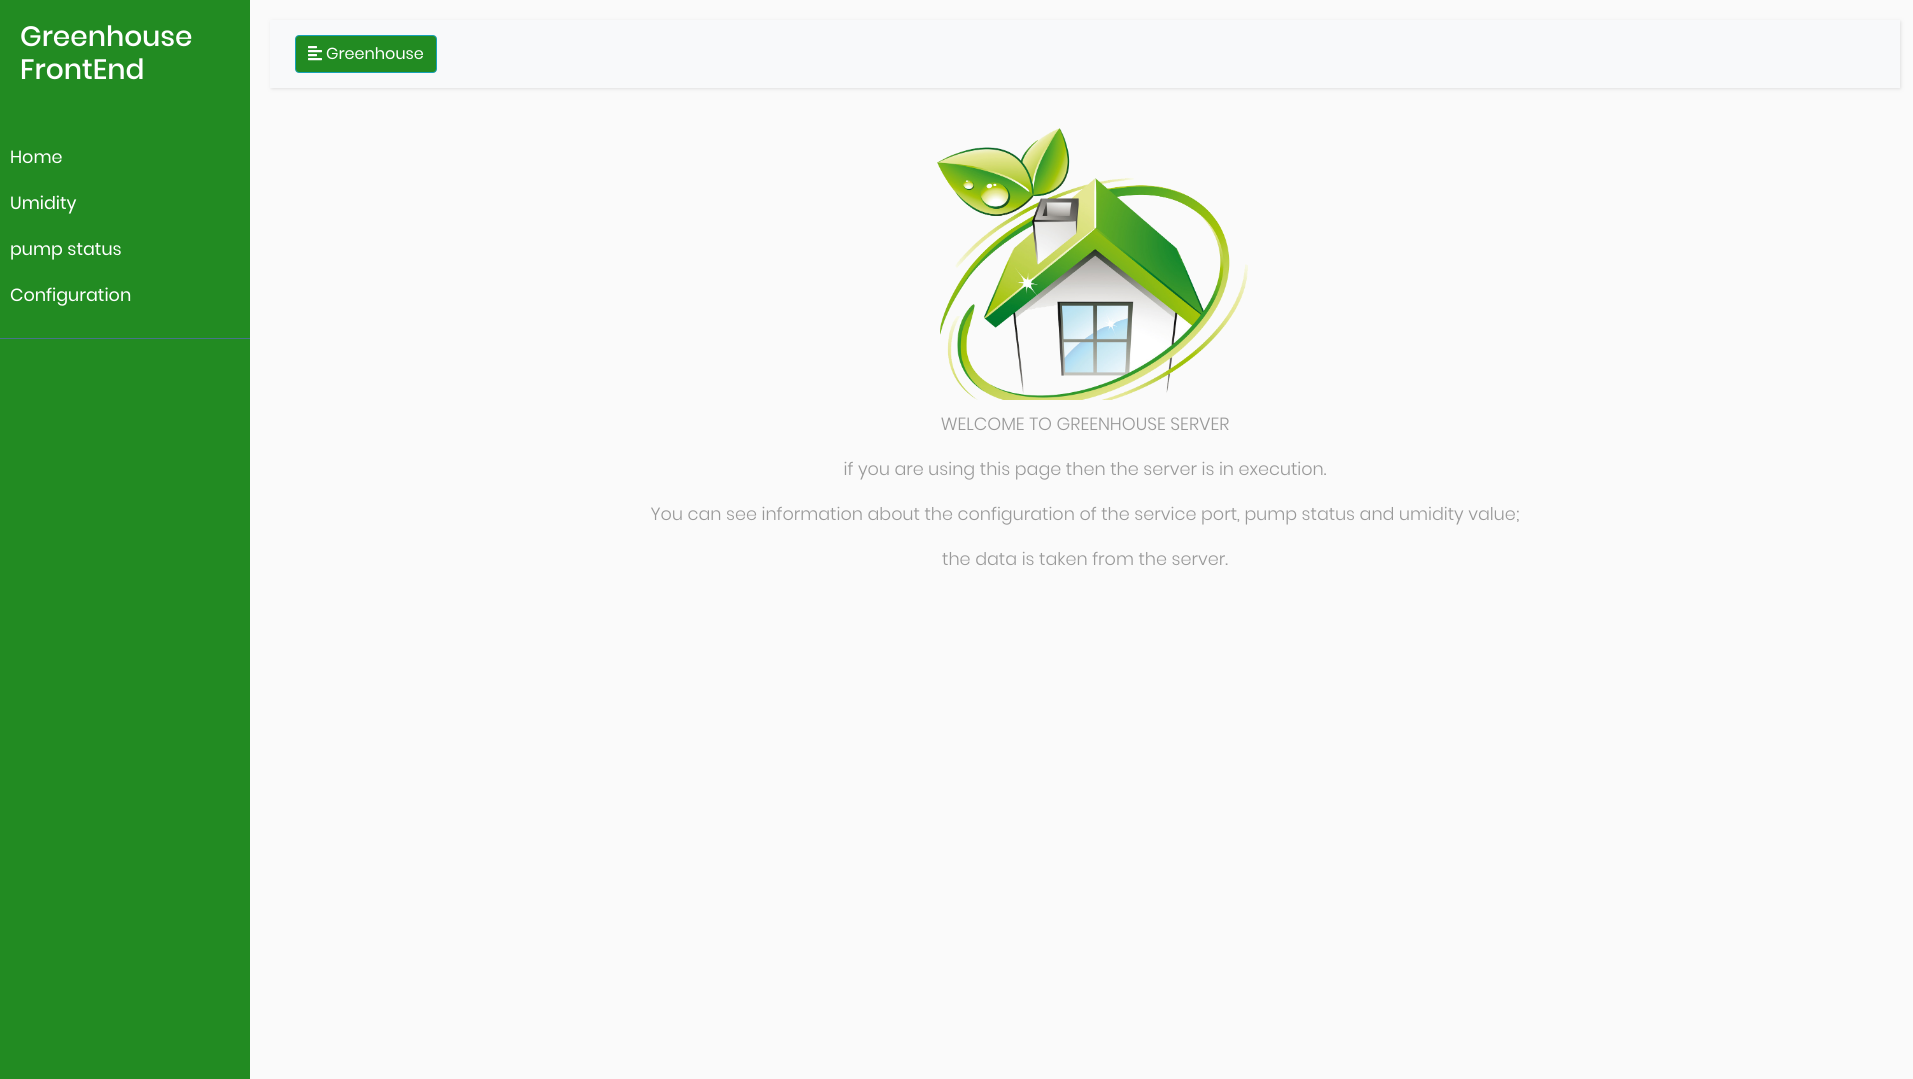 Greenhouse
FrontEnd
Home
Umidity
pump status
Configuration
Greenhouse
WELCOME TO GREENHOUSE SERVER
if you are using this page then the server is in execution.
You can see information about the configuration of the service port, pump status and umidity value;
the data is taken from the server.